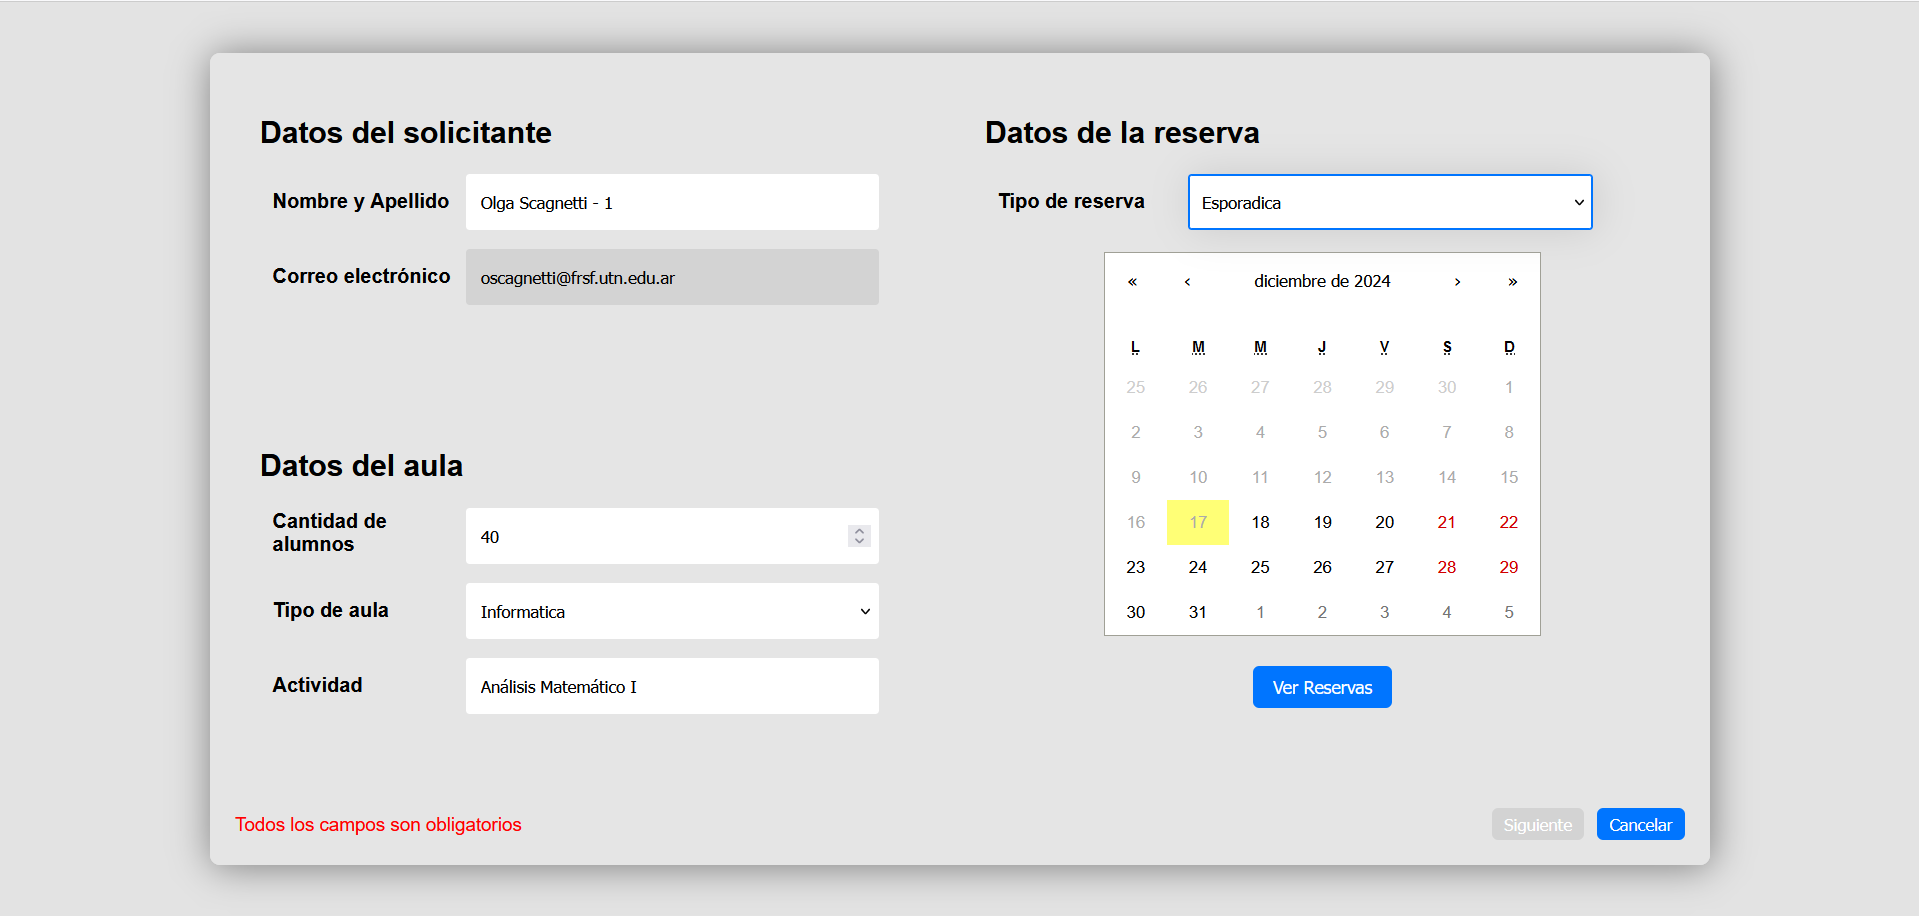 Datos del solicitante
Nombre y Apellido
Olga Scagnetti - 1
Correo electrónico
oscagnetti@frsf.utn.edu.ar
Datos del aula
Cantidad de
alumnos
40
Tipo de aula
Informatica
Actividad
Análisis Matemático I
Datos de la reserva
Tipo de reserva
Esporadica
« ‹ diciembre de 2024 › »
L M M J V S D
25 26 27 28 29 30 1
2 3 4 5 6 7 8
9 10 11 12 13 14 15
16 17 18 19 20 21 22
23 24 25 26 27 28 29
30 31 1 2 3 4 5
Ver Reservas
Todos los campos son obligatorios
Siguiente
Cancelar